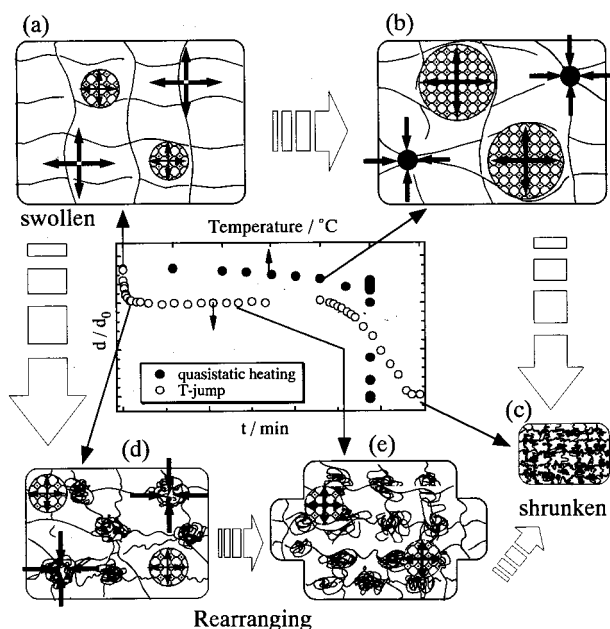 (a)
(b)
swollen
Temperature / °C
d / d₀
● quasistatic heating
○ T-jump
t / min
(c)
shrunken
(d)
(e)
Rearranging